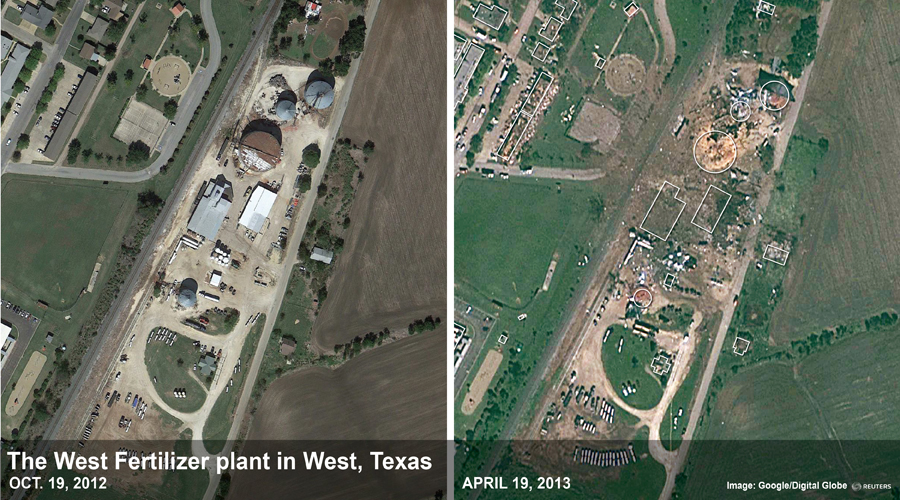 The West Fertilizer plant in West, Texas
OCT. 19, 2012
APRIL 19, 2013
Image: Google/Digital Globe REUTERS